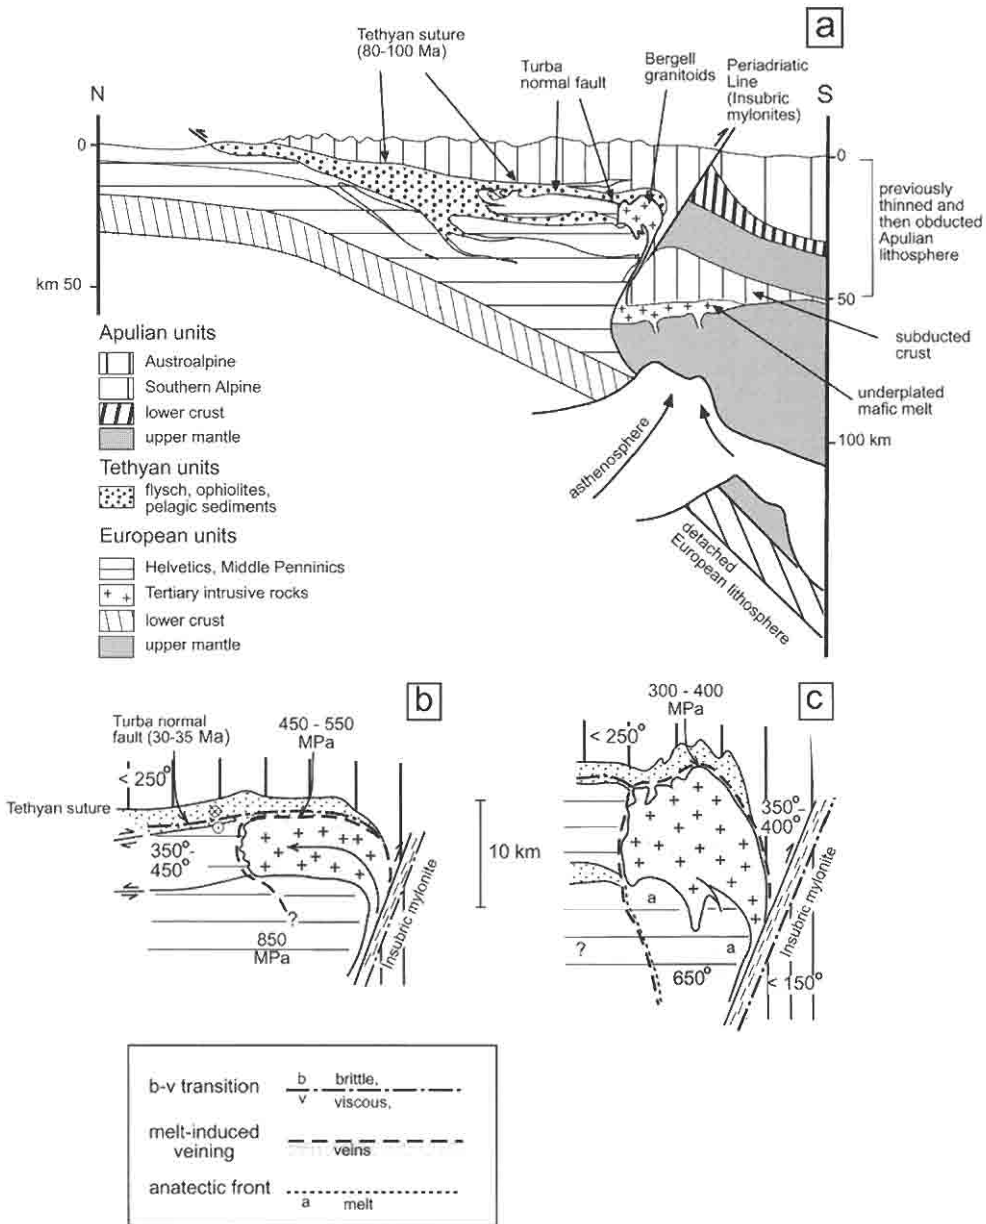 a
Tethyan suture
(80-100 Ma)
Turba
normal fault
Bergell
granitoids
Periadriatic
Line
(Insubric
mylonites)
N
S
0
0
previously
thinned and
then obducted
Apulian
lithosphere
km 50
50
subducted
crust
underplated
mafic melt
100 km
asthenosphere
detached
European lithosphere
Apulian units
Austroalpine
Southern Alpine
lower crust
upper mantle
Tethyan units
flysch, ophiolites,
pelagic sediments
European units
Helvetics, Middle Penninics
Tertiary intrusive rocks
lower crust
upper mantle
b
Turba normal
fault (30-35 Ma)
450 - 550
MPa
< 250°
Tethyan suture
350°-
450°
?
850
MPa
Insubric mylonite
10 km
c
300 - 400
MPa
< 250°
350°-
400°
a
a
?
650°
< 150°
Insubric mylonite
b-v transition
b brittle,
v viscous,
melt-induced
veining
veins
anatectic front
a melt